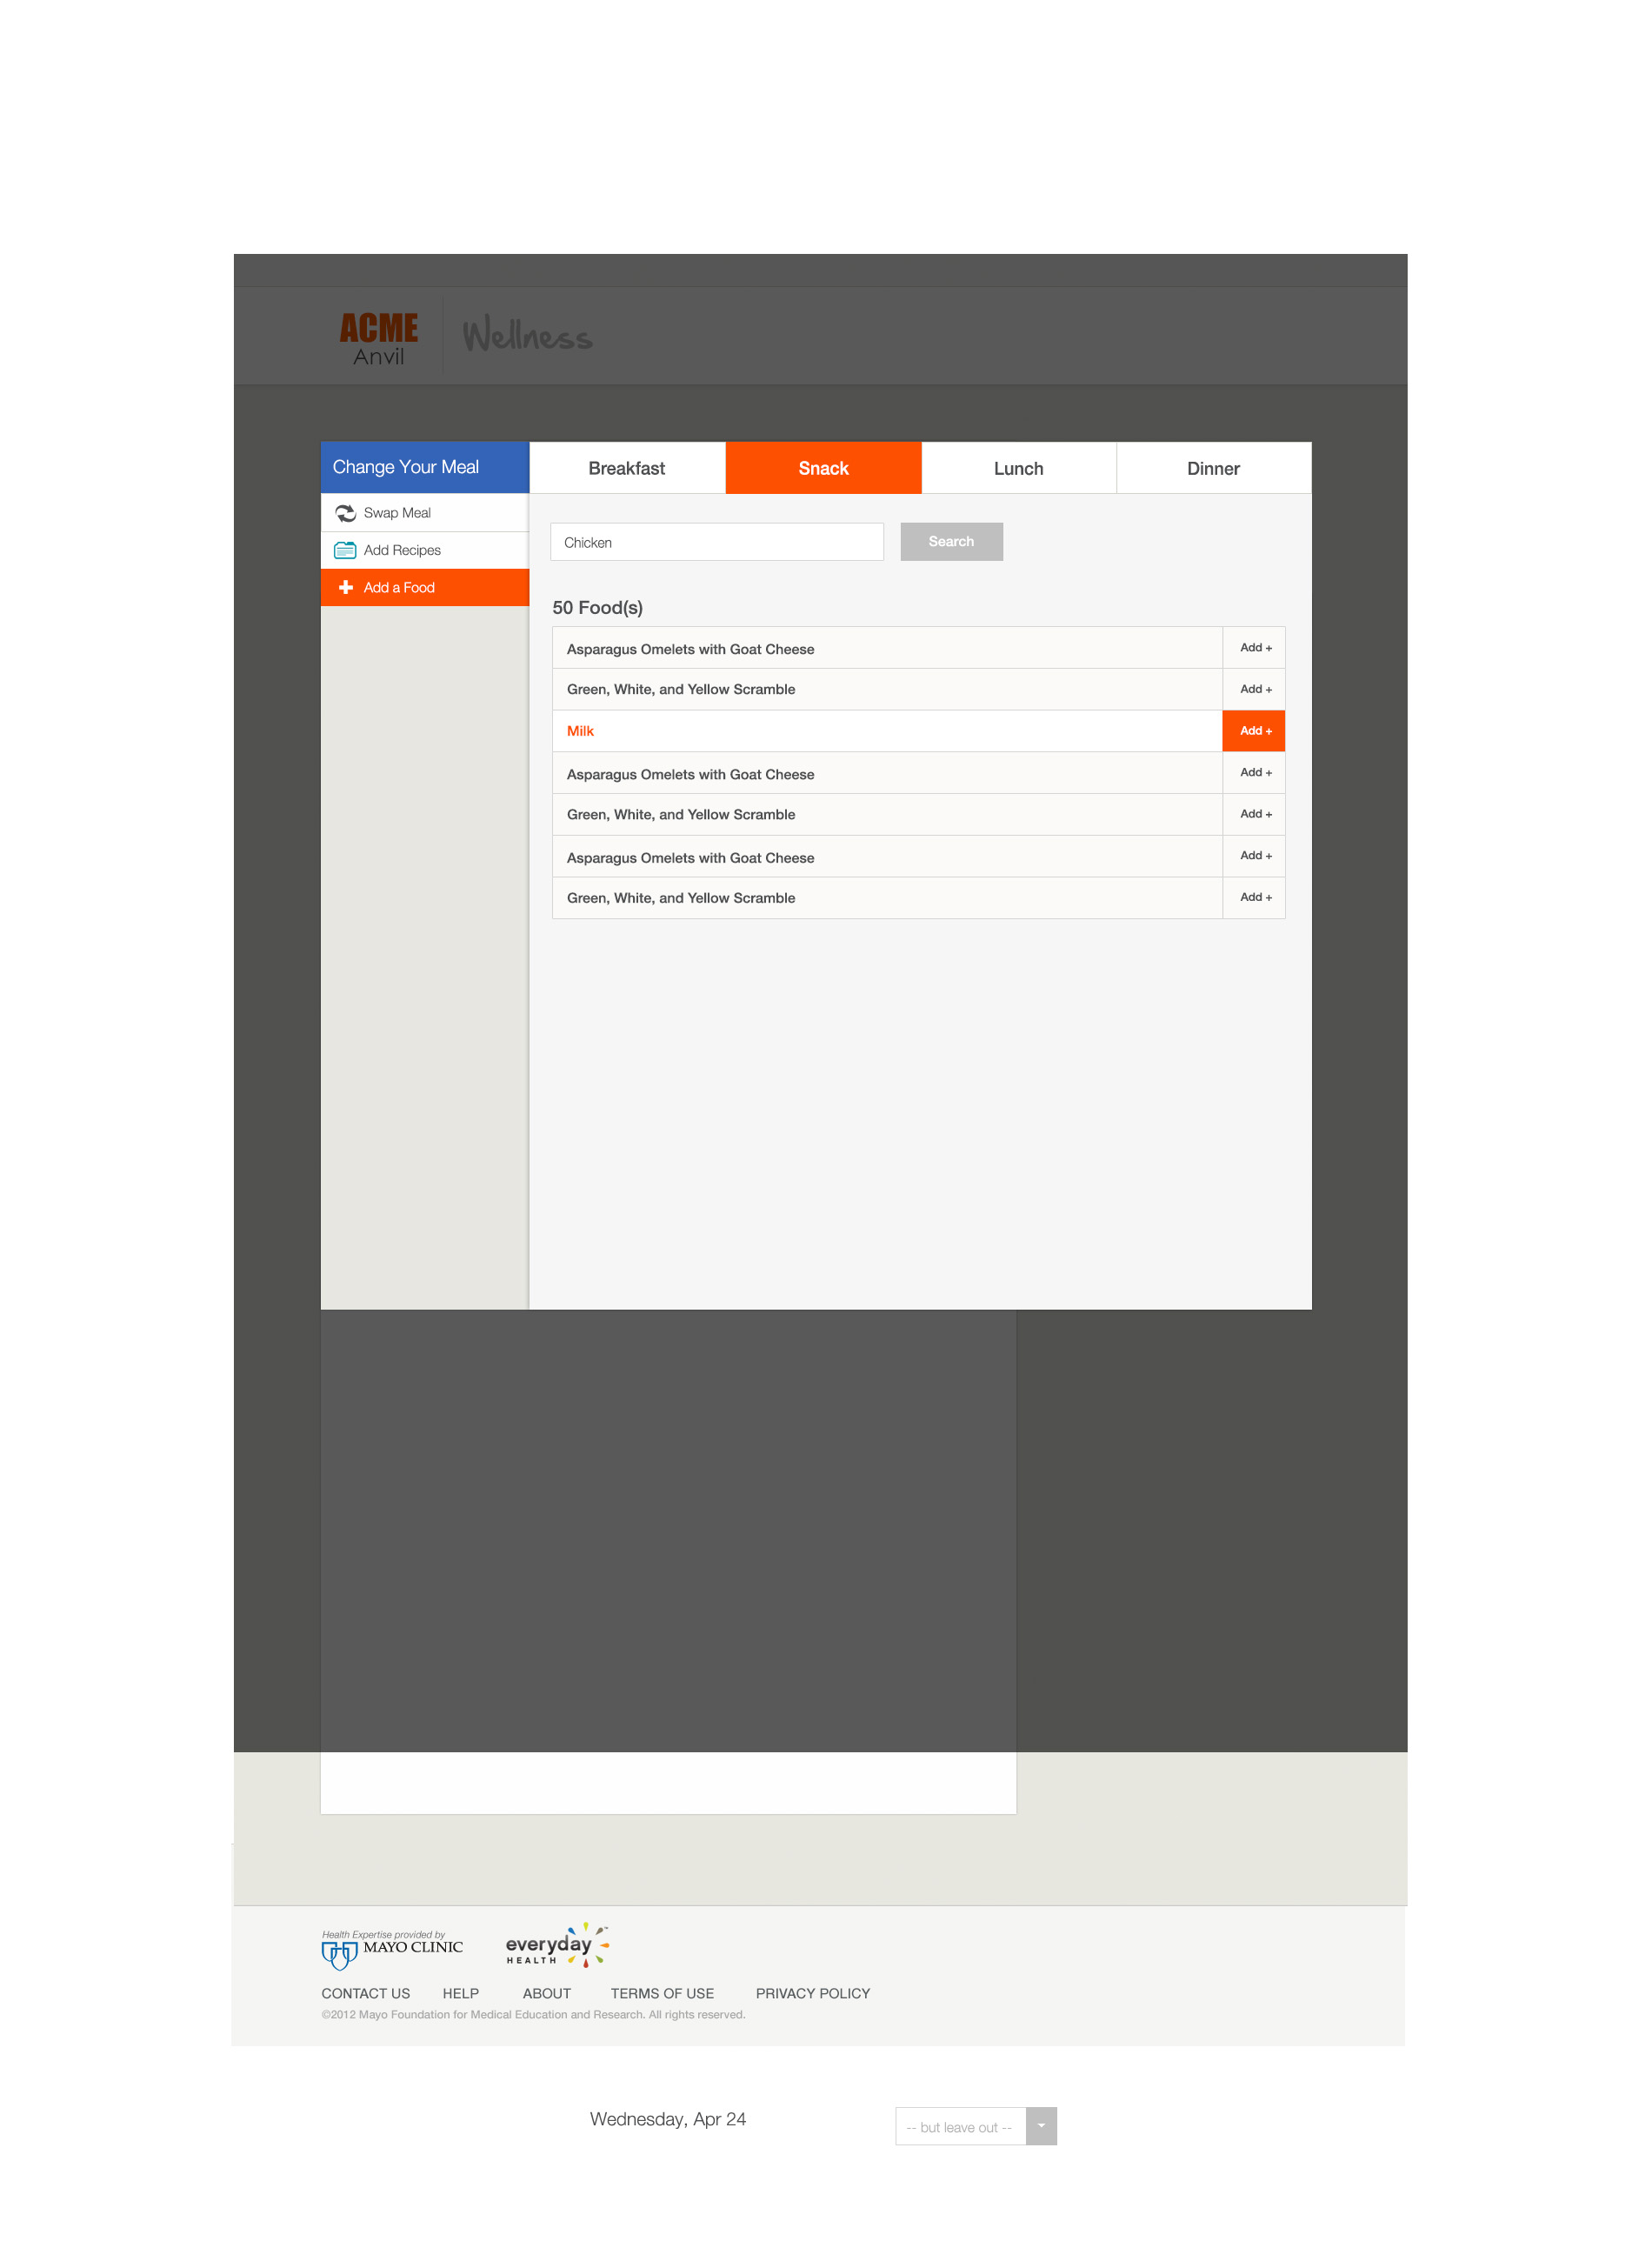 ACME
Anvil
Wellness
Change Your Meal
Breakfast
Snack
Lunch
Dinner
Swap Meal
Add Recipes
Add a Food
Chicken
Search
50 Food(s)
Asparagus Omelets with Goat Cheese Add +
Green, White, and Yellow Scramble Add +
Milk Add +
Asparagus Omelets with Goat Cheese Add +
Green, White, and Yellow Scramble Add +
Asparagus Omelets with Goat Cheese Add +
Green, White, and Yellow Scramble Add +
Health Expertise provided by
MAYO CLINIC
everyday™
HEALTH
CONTACT US HELP ABOUT TERMS OF USE PRIVACY POLICY
©2012 Mayo Foundation for Medical Education and Research. All rights reserved.
Wednesday, Apr 24
-- but leave out --